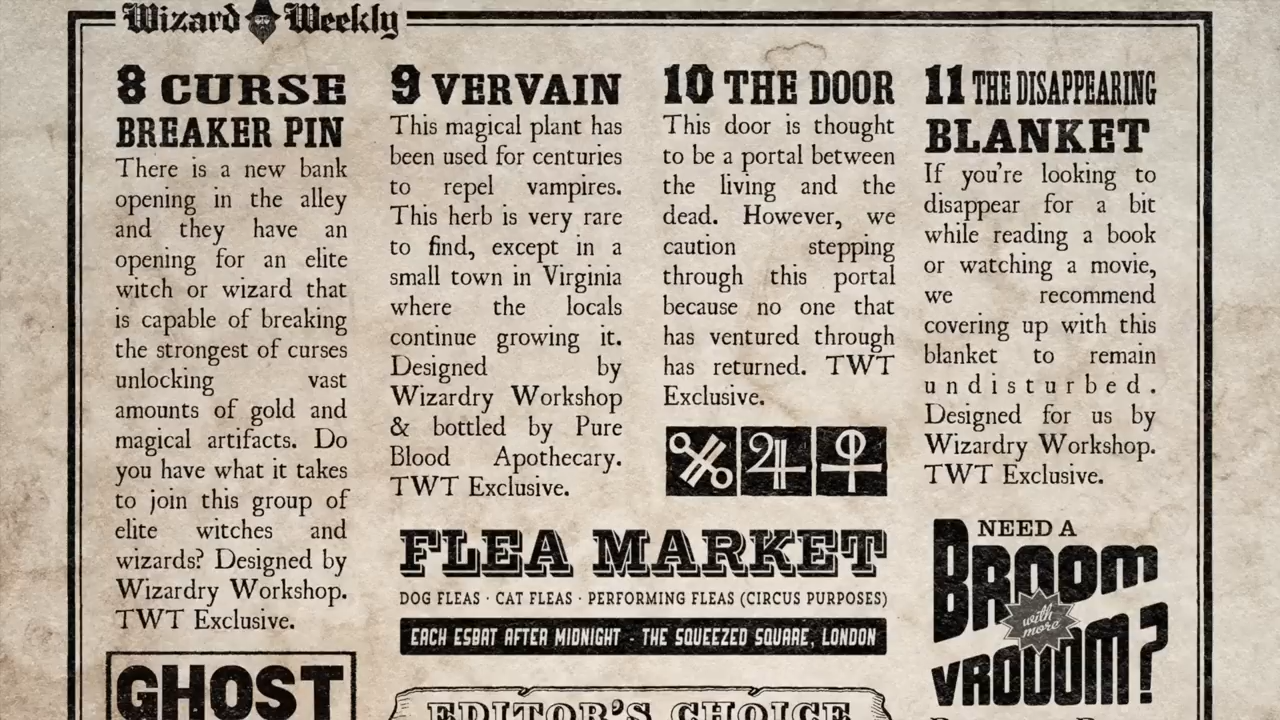 Wizard Weekly
8 CURSE
BREAKER PIN
There is a new bank
opening in the alley
and they have an
opening for an elite
witch or wizard that
is capable of breaking
the strongest of curses
unlocking vast
amounts of gold and
magical artifacts. Do
you have what it takes
to join this group of
elite witches and
wizards? Designed by
Wizardry Workshop.
TWT Exclusive.
GHOST
9 VERVAIN
This magical plant has
been used for centuries
to repel vampires.
This herb is very rare
to find, except in a
small town in Virginia
where the locals
continue growing it.
Designed by
Wizardry Workshop
& bottled by Pure
Blood Apothecary.
TWT Exclusive.
10 THE DOOR
This door is thought
to be a portal between
the living and the
dead. However, we
caution stepping
through this portal
because no one that
has ventured through
has returned. TWT
Exclusive.
FLEA MARKET
DOG FLEAS · CAT FLEAS · PERFORMING FLEAS (CIRCUS PURPOSES)
EACH ESBAT AFTER MIDNIGHT - THE SQUEEZED SQUARE, LONDON
EDITOR'S CHOICE
11 THE DISAPPEARING
BLANKET
If you're looking to
disappear for a bit
while reading a book
or watching a movie,
we recommend
covering up with this
blanket to remain
undisturbed.
Designed for us by
Wizardry Workshop.
TWT Exclusive.
NEED A
BROOM
with
more
VROUOM?